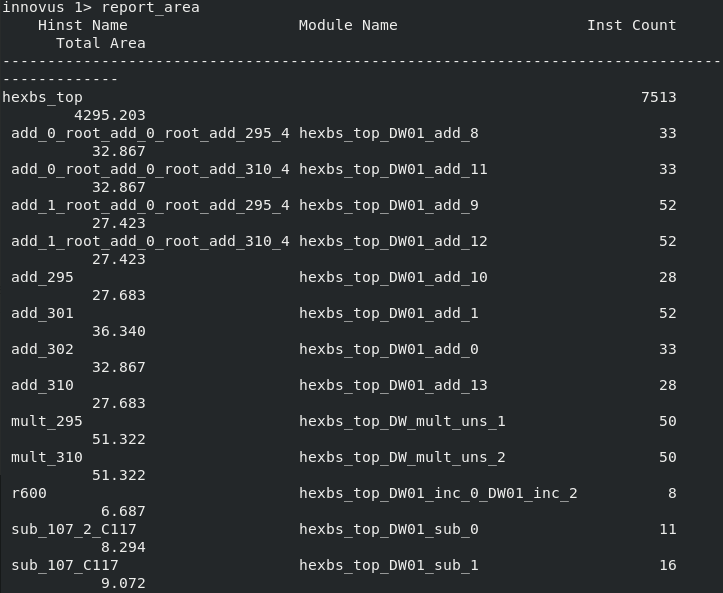 innovus 1> report_area
Hinst Name Module Name Inst Count
Total Area
--------------------------------------------------------------------------------
-------------
hexbs_top 7513
4295.203
add_0_root_add_0_root_add_295_4 hexbs_top_DW01_add_8 33
32.867
add_0_root_add_0_root_add_310_4 hexbs_top_DW01_add_11 33
32.867
add_1_root_add_0_root_add_295_4 hexbs_top_DW01_add_9 52
27.423
add_1_root_add_0_root_add_310_4 hexbs_top_DW01_add_12 52
27.423
add_295 hexbs_top_DW01_add_10 28
27.683
add_301 hexbs_top_DW01_add_1 52
36.340
add_302 hexbs_top_DW01_add_0 33
32.867
add_310 hexbs_top_DW01_add_13 28
27.683
mult_295 hexbs_top_DW_mult_uns_1 50
51.322
mult_310 hexbs_top_DW_mult_uns_2 50
51.322
r600 hexbs_top_DW01_inc_0_DW01_inc_2 8
6.687
sub_107_2_C117 hexbs_top_DW01_sub_0 11
8.294
sub_107_C117 hexbs_top_DW01_sub_1 16
9.072